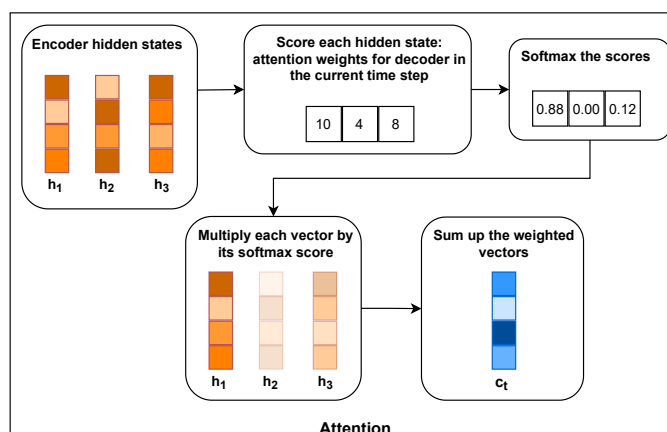 Encoder hidden states
h1
h2
h3
Score each hidden state:
attention weights for decoder in
the current time step
10
4
8
Softmax the scores
0.88
0.00
0.12
Multiply each vector by
its softmax score
h1
h2
h3
Sum up the weighted
vectors
ct
Attention